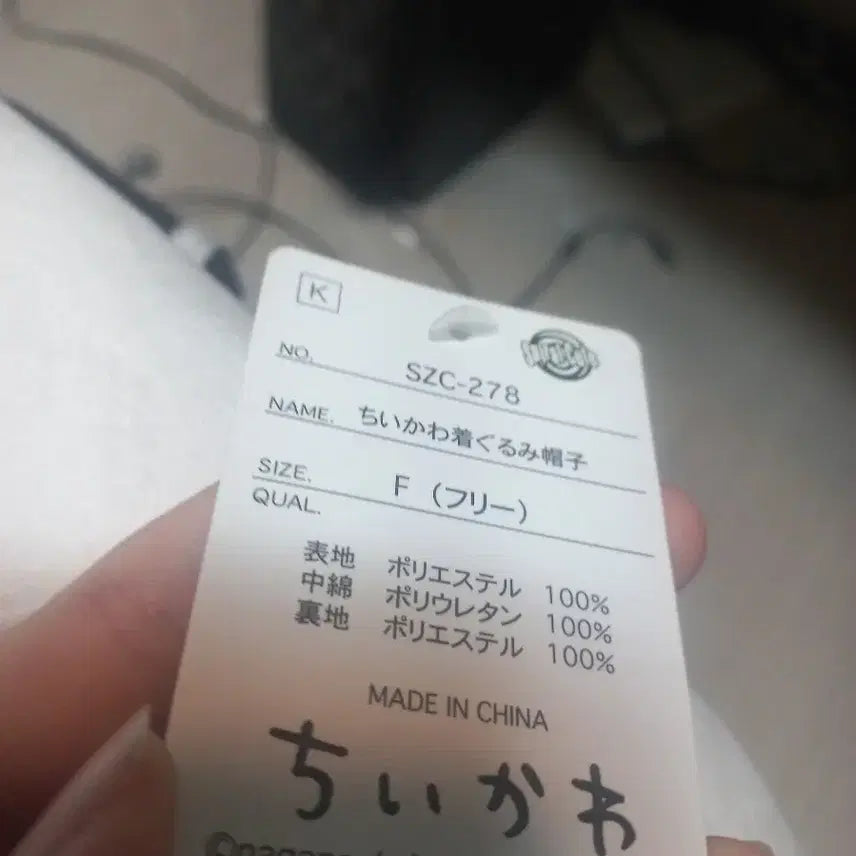 K
NO. SZC-278
NAME. ちいかわ着ぐるみ帽子
SIZE. F (フリー)
QUAL.
表地 ポリエステル 100%
中綿 ポリウレタン 100%
裏地 ポリエステル 100%
MADE IN CHINA
ちいかわ